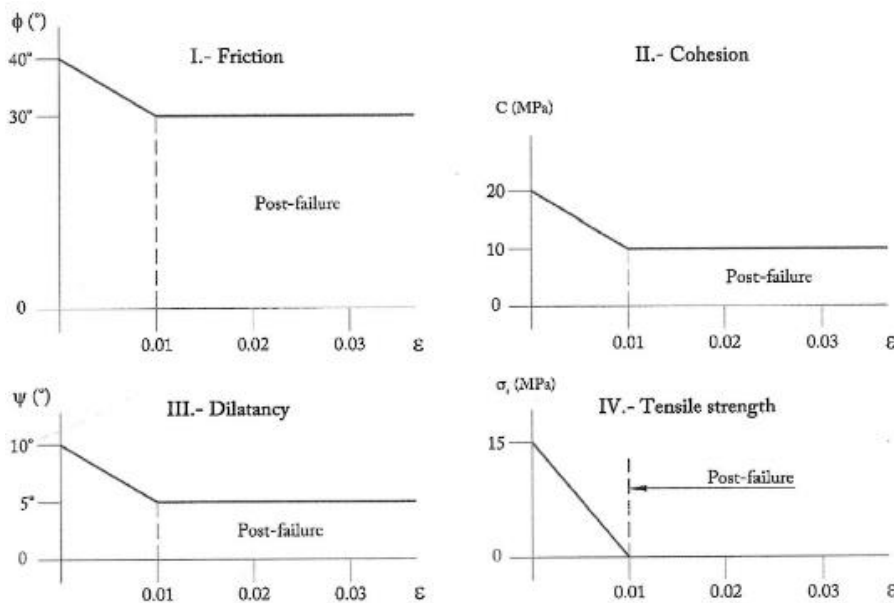 ϕ (°)
I.- Friction
40°
30°
Post-failure
0
0.01
0.02
0.03
ε
II.- Cohesion
C (MPa)
20
10
Post-failure
0
0.01
0.02
0.03
ε
ψ (°)
III.- Dilatancy
10°
5°
Post-failure
0
0.01
0.02
0.03
ε
σt (MPa)
IV.- Tensile strength
15
Post-failure
0
0.01
0.02
0.03
ε